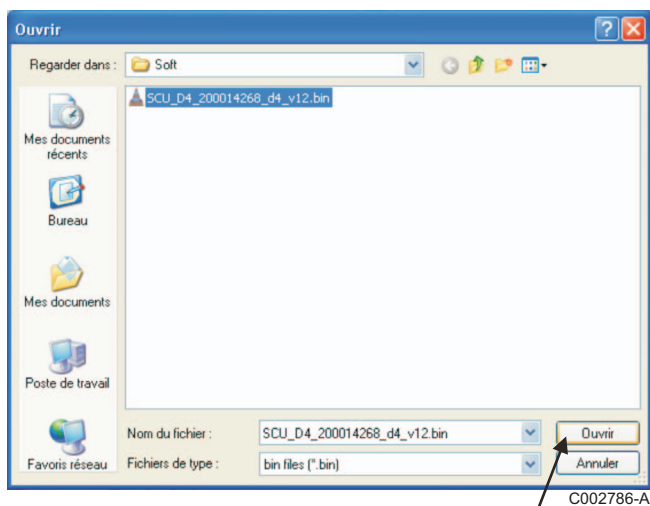 Ouvrir
Regarder dans :
Soft
SCU_D4_200014268_d4_v12.bin
Mes documents
récents
Bureau
Mes documents
Poste de travail
Favoris réseau
Nom du fichier :
SCU_D4_200014268_d4_v12.bin
Ouvrir
Fichiers de type :
bin files (*.bin)
Annuler
C002786-A